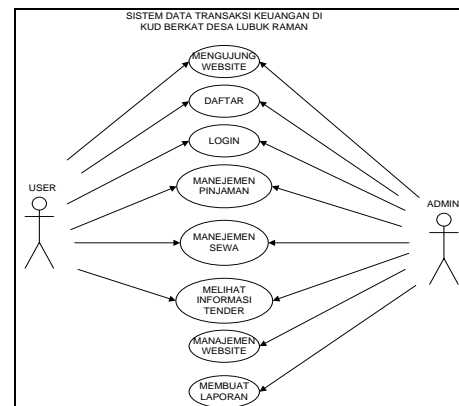 SISTEM DATA TRANSAKSI KEUANGAN DI
KUD BERKAT DESA LUBUK RAMAN
MENGUJUNG
WEBSITE
DAFTAR
LOGIN
USER
MANEJEMEN
PINJAMAN
ADMIN
MANEJEMEN
SEWA
MELIHAT
INFORMASI
TENDER
MANAJEMEN
WEBSITE
MEMBUAT
LAPORAN